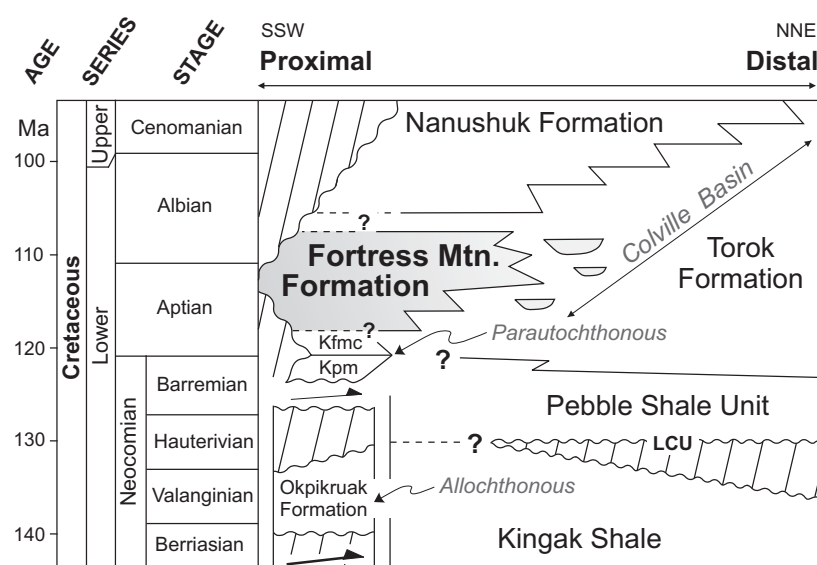 AGE
SERIES
STAGE
SSW
NNE
Proximal
Distal
Ma
100
110
120
130
140
Cretaceous
Upper
Lower
Neocomian
Cenomanian
Albian
Aptian
Barremian
Hauterivian
Valanginian
Berriasian
Nanushuk Formation
?
Fortress Mtn.
Formation
Colville Basin
Torok
Formation
?
Kfmc
Parautochthonous
Kpm
?
Pebble Shale Unit
?
LCU
Okpikruak
Formation
Allochthonous
Kingak Shale